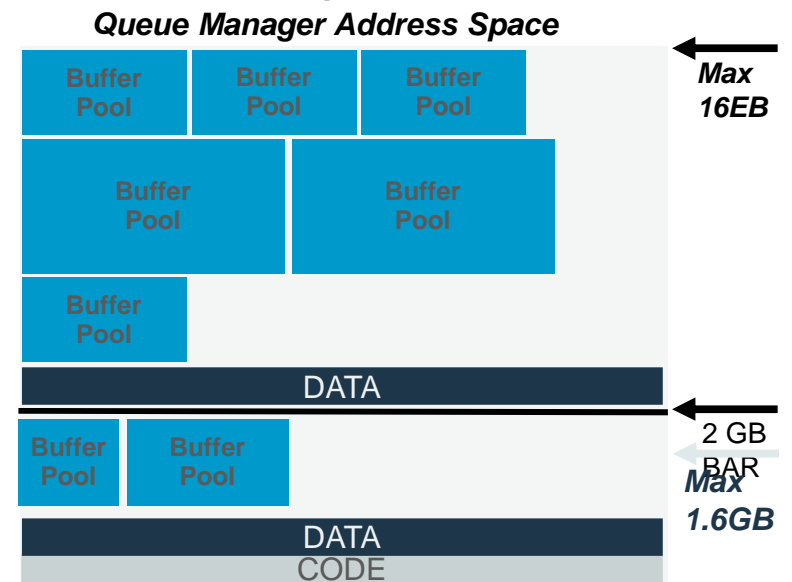 Queue Manager Address Space
Buffer
Pool
Buffer
Pool
Buffer
Pool
Max
16EB
Buffer
Pool
Buffer
Pool
Buffer
Pool
DATA
2 GB
BAR
Buffer
Pool
Buffer
Pool
Max
1.6GB
DATA
CODE